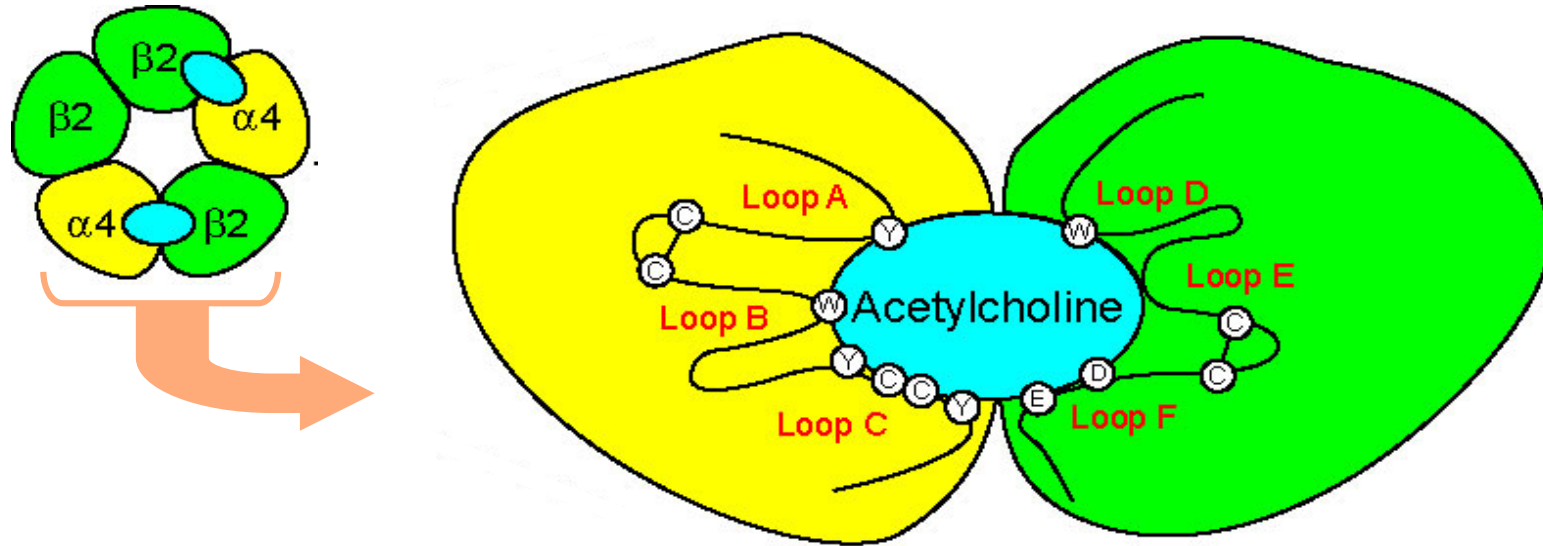 β2
β2
α4
α4
β2
Loop A
Loop D
C
Y
W
C
Loop E
W
Acetylcholine
Loop B
C
Y
C
C
Y
C
D
E
Loop C
Loop F